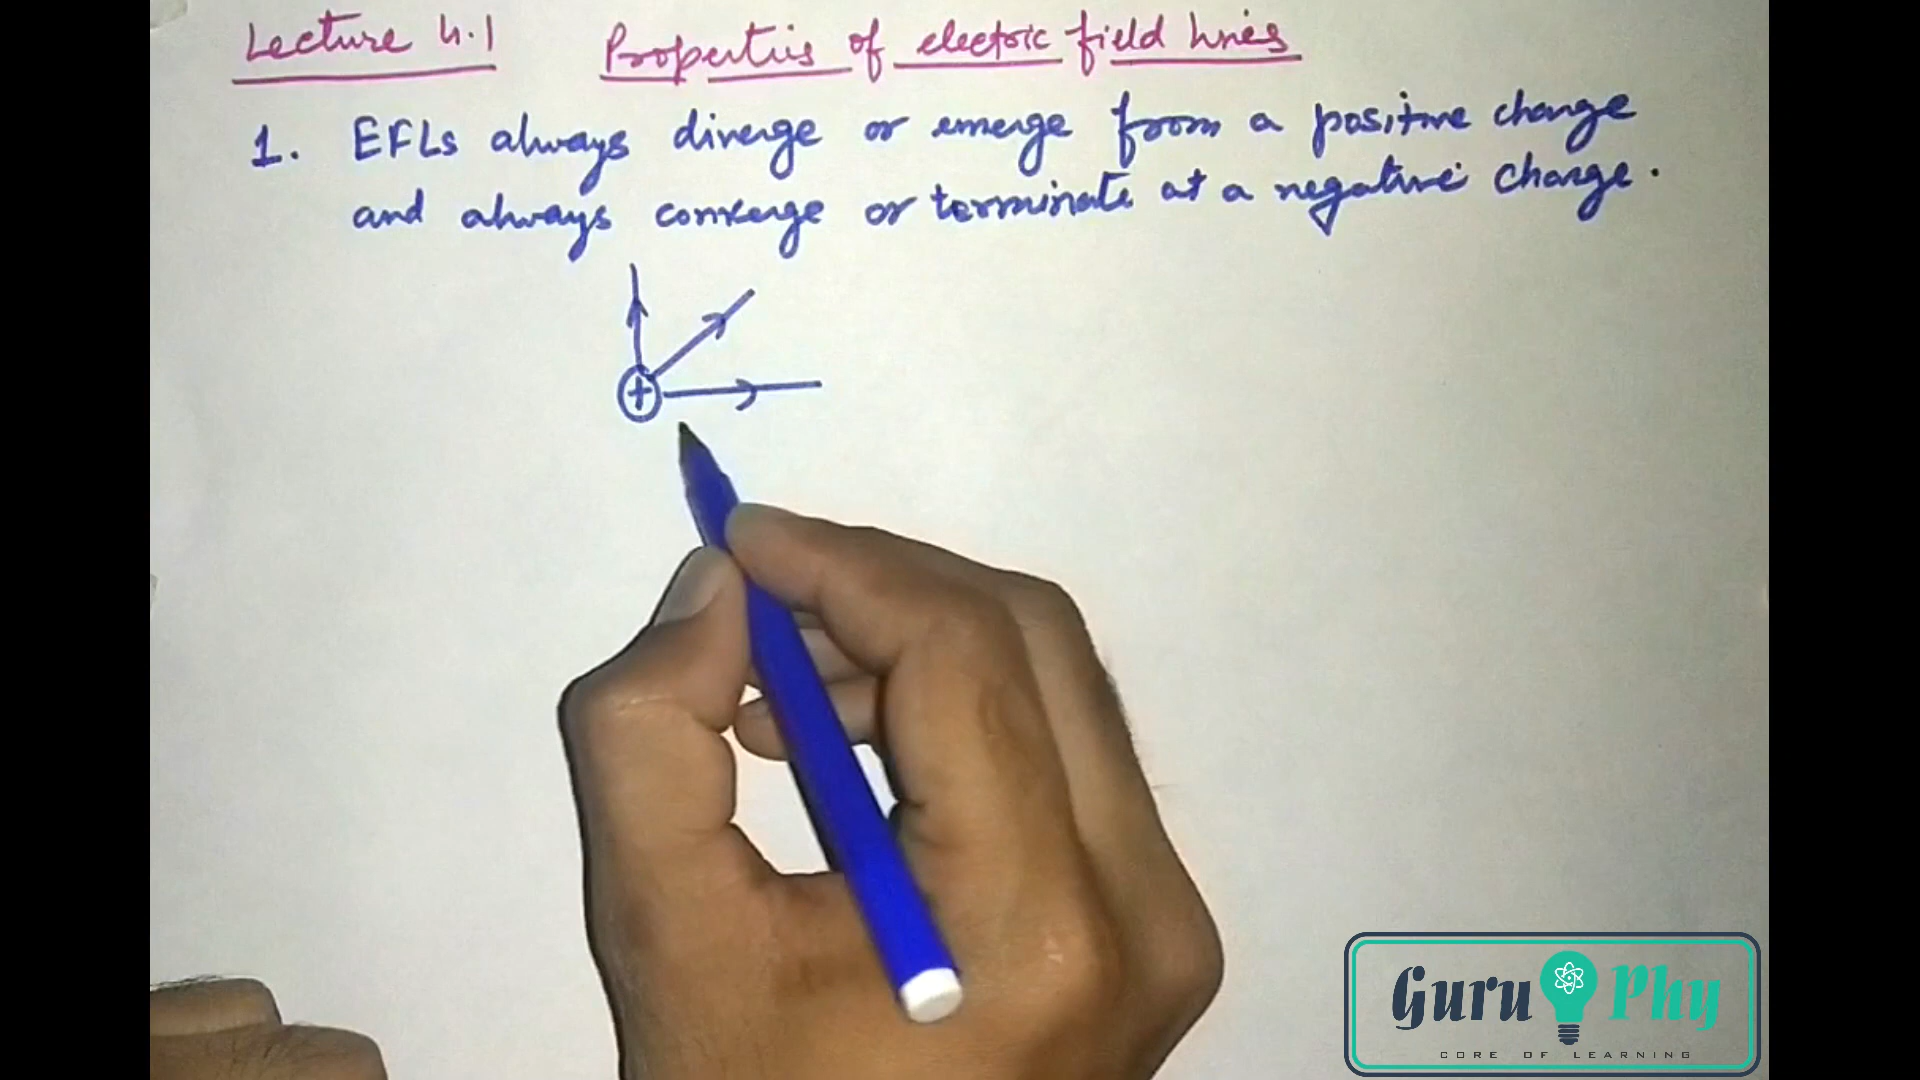 Lecture 4.1 Properties of electric field lines
1. EFLs always diverge or emerge from a positive charge
and always converge or terminate at a negative charge.
+
Guru Phy
CORE OF LEARNING